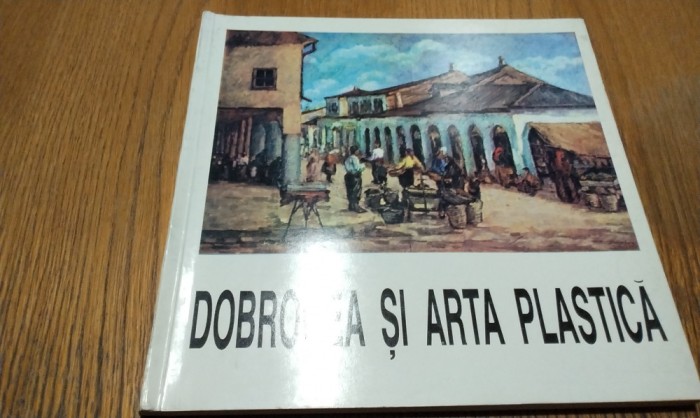 DOBROGEA ȘI ARTA PLASTICĂ